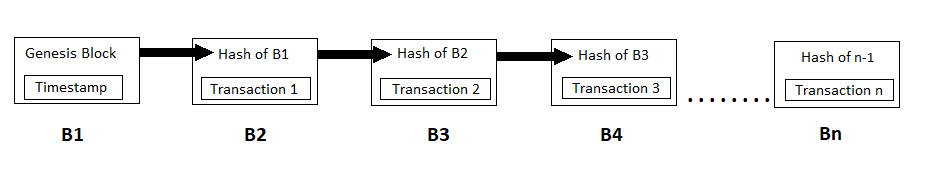 Genesis Block
Timestamp
B1
Hash of B1
Transaction 1
B2
Hash of B2
Transaction 2
B3
Hash of B3
Transaction 3
B4
........
Hash of n-1
Transaction n
Bn